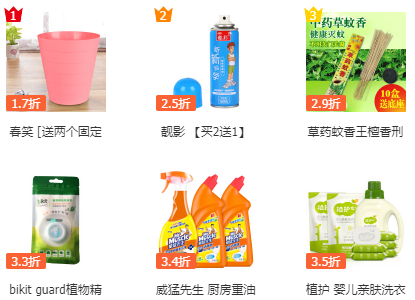 1
2
3
中药草蚊香
健康灭蚊
10盒
送底座
1.7折
2.5折
2.9折
春笑 [送两个固定
靓影 【买2送1】
草药蚊香王檀香刑
Mr Muscle
植护
3.3折
3.4折
3.5折
bikit guard植物精
威猛先生 厨房重油
植护 婴儿亲肤洗衣